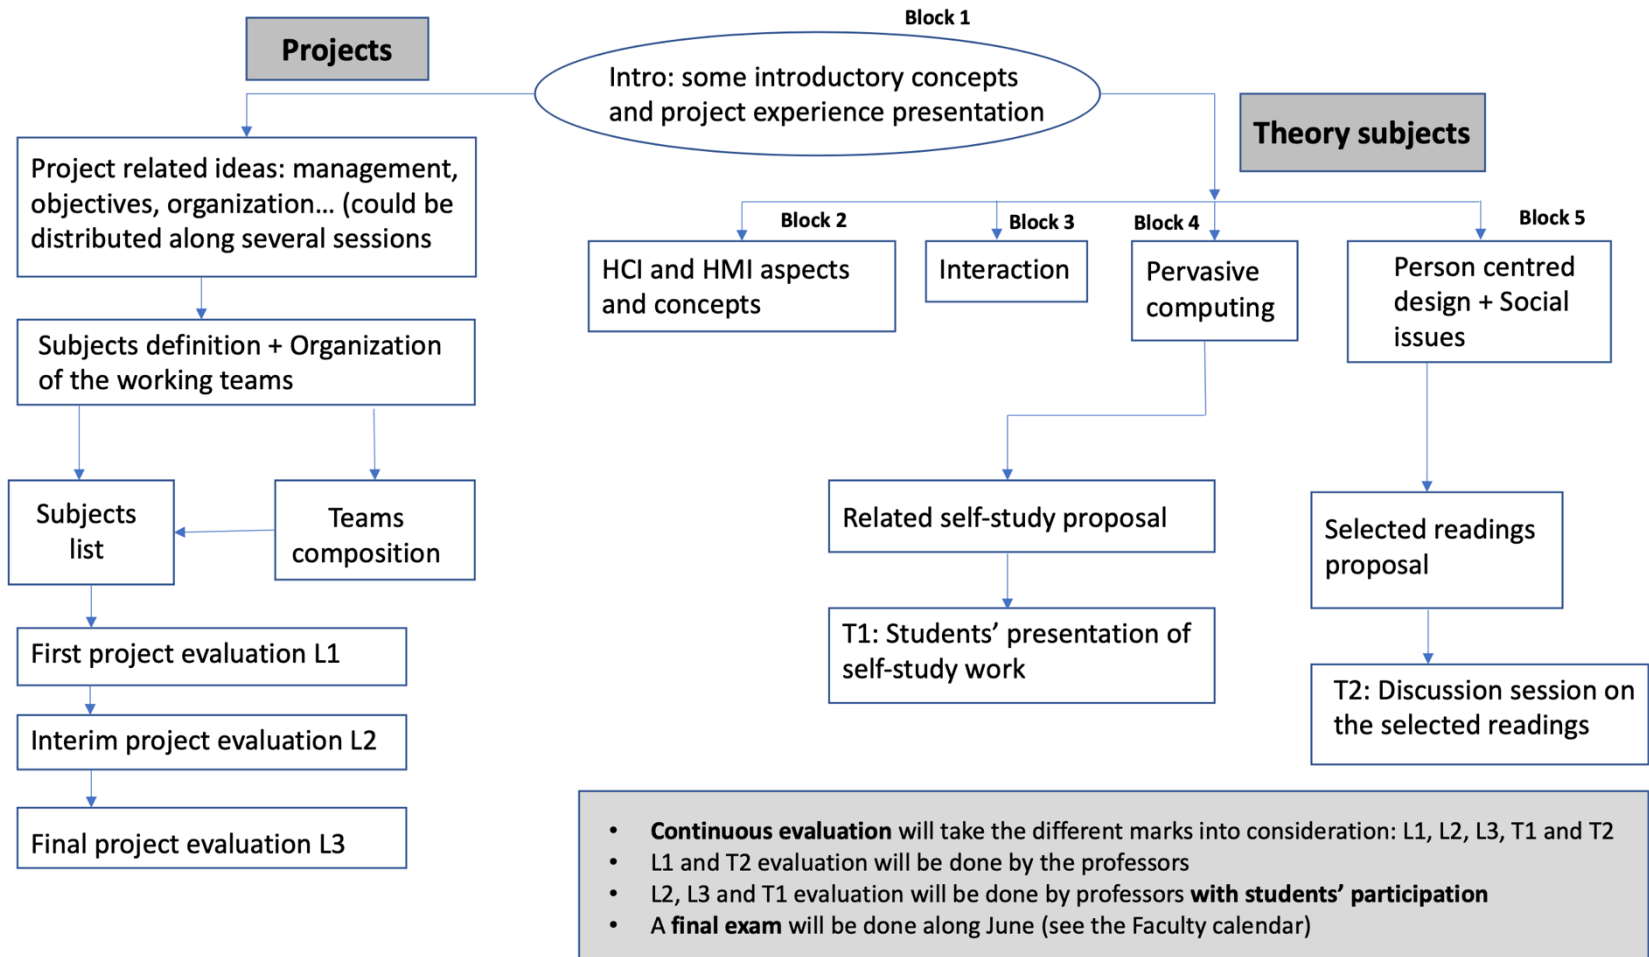 Block 1
Projects
Intro: some introductory concepts
and project experience presentation
Theory subjects
Project related ideas: management,
objectives, organization... (could be
distributed along several sessions
Block 2
Block 3
Block 4
Block 5
HCI and HMI aspects
and concepts
Interaction
Pervasive
computing
Person centred
design + Social
issues
Subjects definition + Organization
of the working teams
Subjects
list
Teams
composition
Related self-study proposal
Selected readings
proposal
First project evaluation L1
T1: Students’ presentation of
self-study work
T2: Discussion session on
the selected readings
Interim project evaluation L2
Final project evaluation L3
• Continuous evaluation will take the different marks into consideration: L1, L2, L3, T1 and T2
• L1 and T2 evaluation will be done by the professors
• L2, L3 and T1 evaluation will be done by professors with students’ participation
• A final exam will be done along June (see the Faculty calendar)